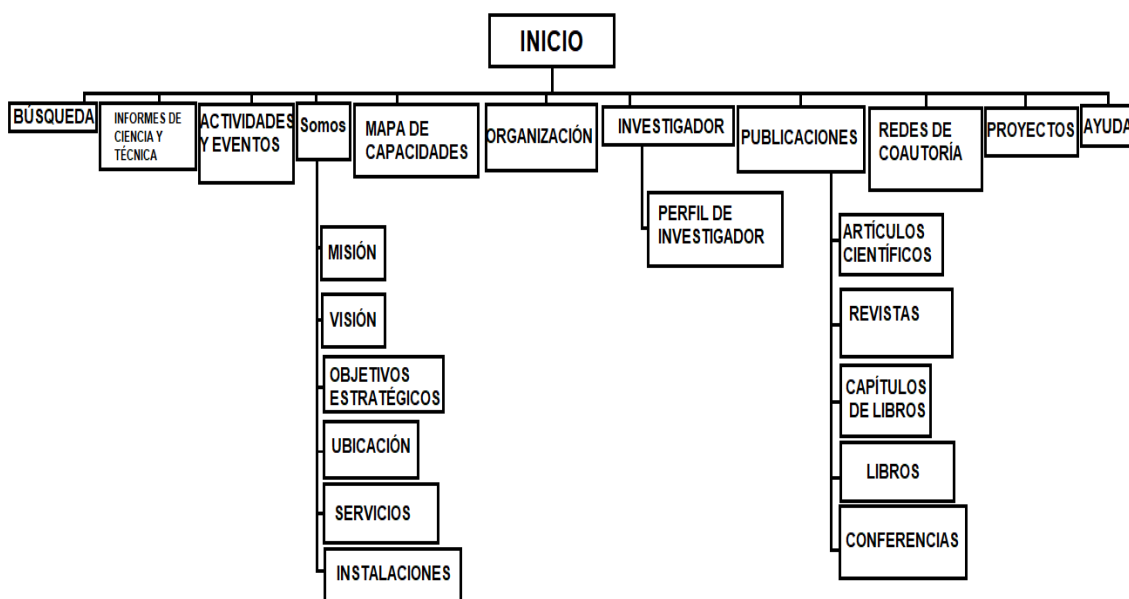 INICIO
BÚSQUEDA
INFORMES DE
CIENCIA Y
TÉCNICA
ACTIVIDADES
Y EVENTOS
Somos
MAPA DE
CAPACIDADES
ORGANIZACIÓN
INVESTIGADOR
PUBLICACIONES
REDES DE
COAUTORÍA
PROYECTOS
AYUDA
MISIÓN
VISIÓN
OBJETIVOS
ESTRATÉGICOS
UBICACIÓN
SERVICIOS
INSTALACIONES
PERFIL DE
INVESTIGADOR
ARTÍCULOS
CIENTÍFICOS
REVISTAS
CAPÍTULOS
DE LIBROS
LIBROS
CONFERENCIAS